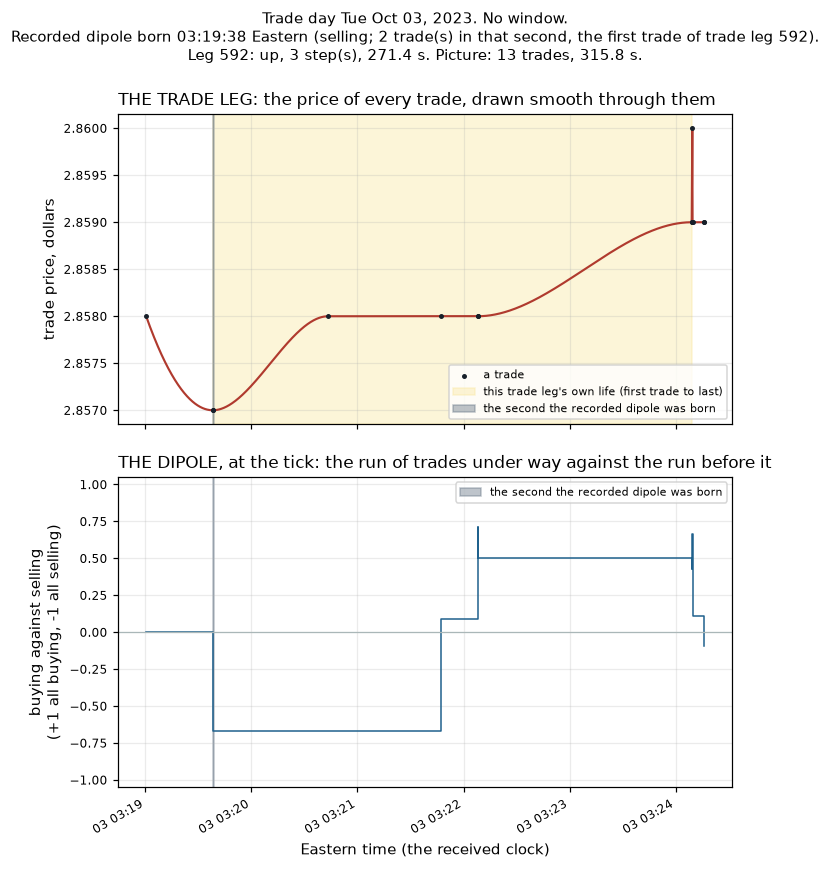 Trade day Tue Oct 03, 2023. No window.
Recorded dipole born 03:19:38 Eastern (selling; 2 trade(s) in that second, the first trade of trade leg 592).
Leg 592: up, 3 step(s), 271.4 s. Picture: 13 trades, 315.8 s.
THE TRADE LEG: the price of every trade, drawn smooth through them
trade price, dollars
2.8600
2.8595
2.8590
2.8585
2.8580
2.8575
2.8570
a trade
this trade leg's own life (first trade to last)
the second the recorded dipole was born
THE DIPOLE, at the tick: the run of trades under way against the run before it
buying against selling
(+1 all buying, -1 all selling)
1.00
0.75
0.50
0.25
0.00
−0.25
−0.50
−0.75
−1.00
the second the recorded dipole was born
03 03:19
03 03:20
03 03:21
03 03:22
03 03:23
03 03:24
Eastern time (the received clock)